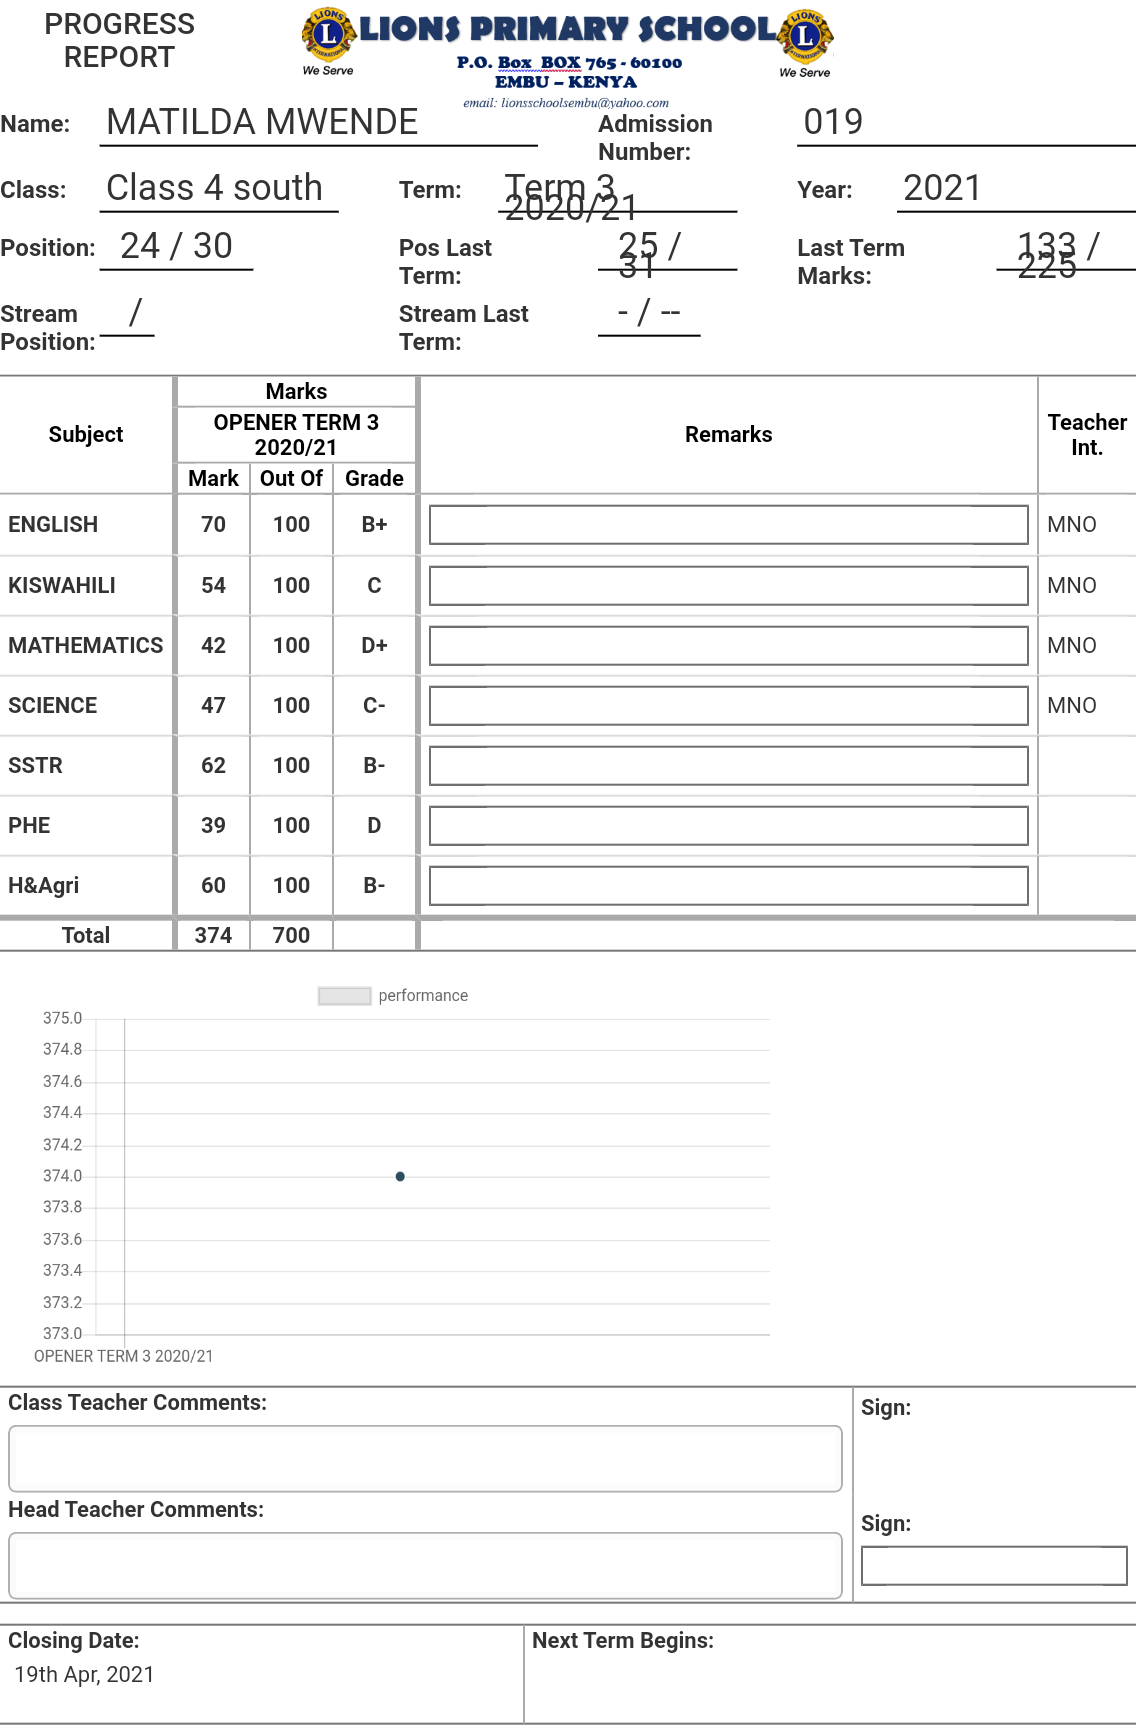 PROGRESS
REPORT
LIONS PRIMARY SCHOOL
P.O. Box BOX 765 - 60100
EMBU – KENYA
email: lionsschoolsembu@yahoo.com
L
INTERNATIONAL
We Serve
L
INTERNATIONAL
We Serve
Name: MATILDA MWENDE Admission Number: 019
Class: Class 4 south Term: Term 3 2020/21 Year: 2021
Position: 24 / 30 Pos Last Term: 25 / 31 Last Term Marks: 133 / 225
Stream Position: / Stream Last Term: - / --
Subject Marks Remarks Teacher Int.
OPENER TERM 3
2020/21
Mark Out Of Grade
ENGLISH 70 100 B+ MNO
KISWAHILI 54 100 C MNO
MATHEMATICS 42 100 D+ MNO
SCIENCE 47 100 C- MNO
SSTR 62 100 B-
PHE 39 100 D
H&Agri 60 100 B-
Total 374 700
performance
375.0
374.8
374.6
374.4
374.2
374.0
373.8
373.6
373.4
373.2
373.0
OPENER TERM 3 2020/21
Class Teacher Comments: Sign:
Head Teacher Comments: Sign:
Closing Date: Next Term Begins:
19th Apr, 2021